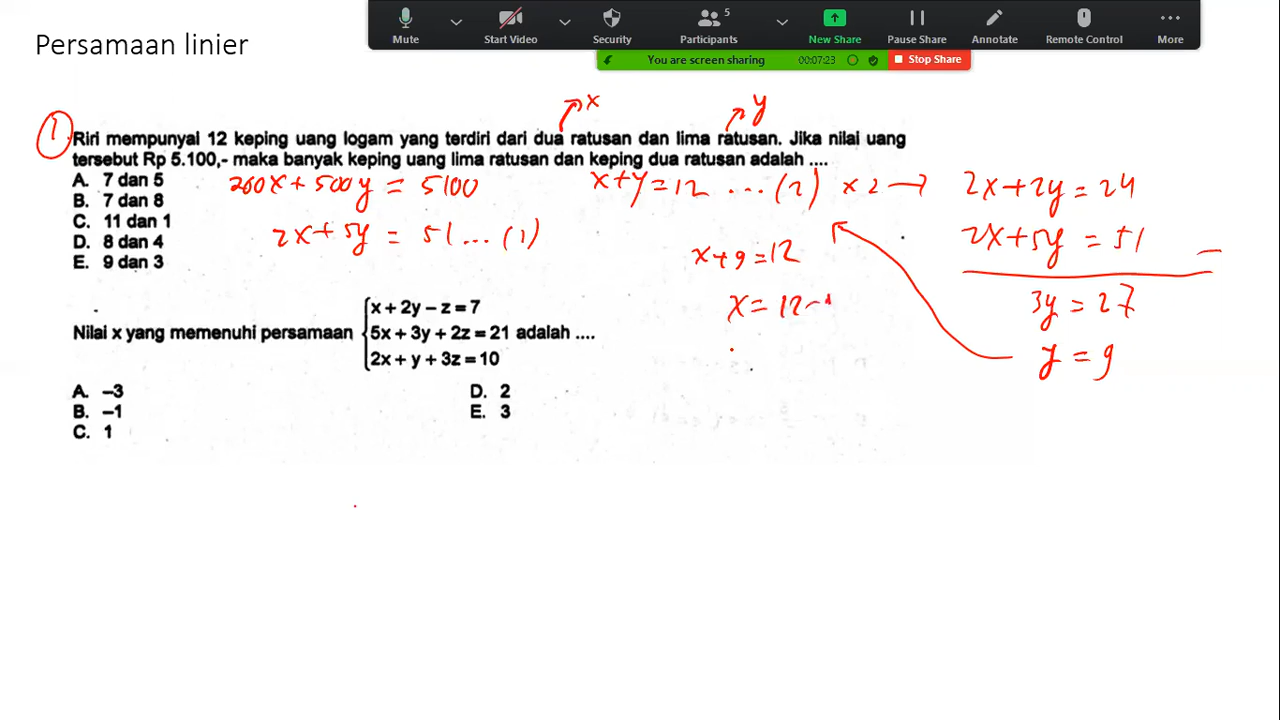 Persamaan linier
Mute
Start Video
Security
Participants
5
New Share
Pause Share
Annotate
Remote Control
More
You are screen sharing
00:07:23
Stop Share
x
y
1
Riri mempunyai 12 keping uang logam yang terdiri dari dua ratusan dan lima ratusan. Jika nilai uang
tersebut Rp 5.100,- maka banyak keping uang lima ratusan dan keping dua ratusan adalah ....
A. 7 dan 5
B. 7 dan 8
C. 11 dan 1
D. 8 dan 4
E. 9 dan 3
200x + 500y = 5100
2x + 5y = 51 ... (1)
x + y = 12 ... (2) x 2 →
x + 9 = 12
x = 12 -
2x + 2y = 24
2x + 5y = 51 —
3y = 27
y = 9
Nilai x yang memenuhi persamaan
x + 2y – z = 7
5x + 3y + 2z = 21 adalah ....
2x + y + 3z = 10
A. –3
B. –1
C. 1
D. 2
E. 3